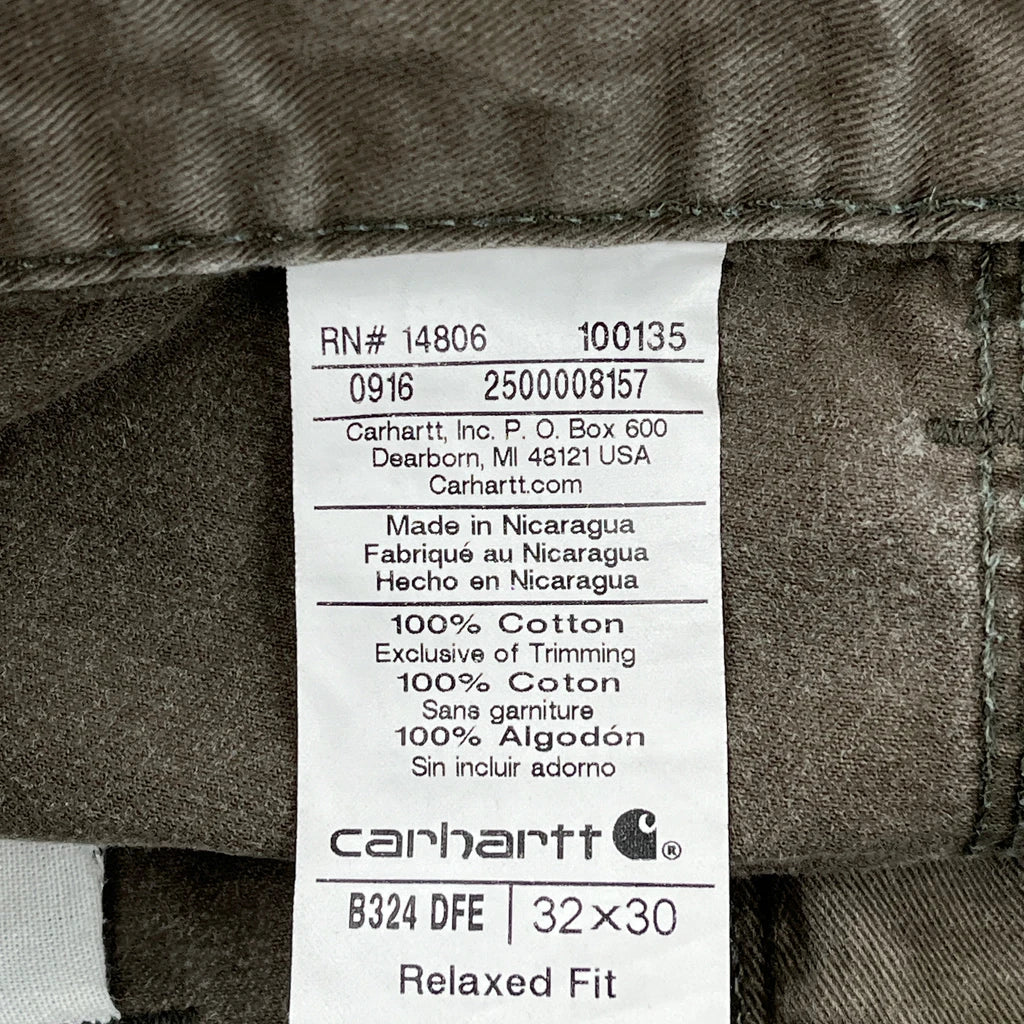 RN# 14806 100135
0916 2500008157
Carhartt, Inc. P. O. Box 600
Dearborn, MI 48121 USA
Carhartt.com
Made in Nicaragua
Fabriqué au Nicaragua
Hecho en Nicaragua
100% Cotton
Exclusive of Trimming
100% Coton
Sans garniture
100% Algodón
Sin incluir adorno
carhartt ®
B324 DFE | 32×30
Relaxed Fit